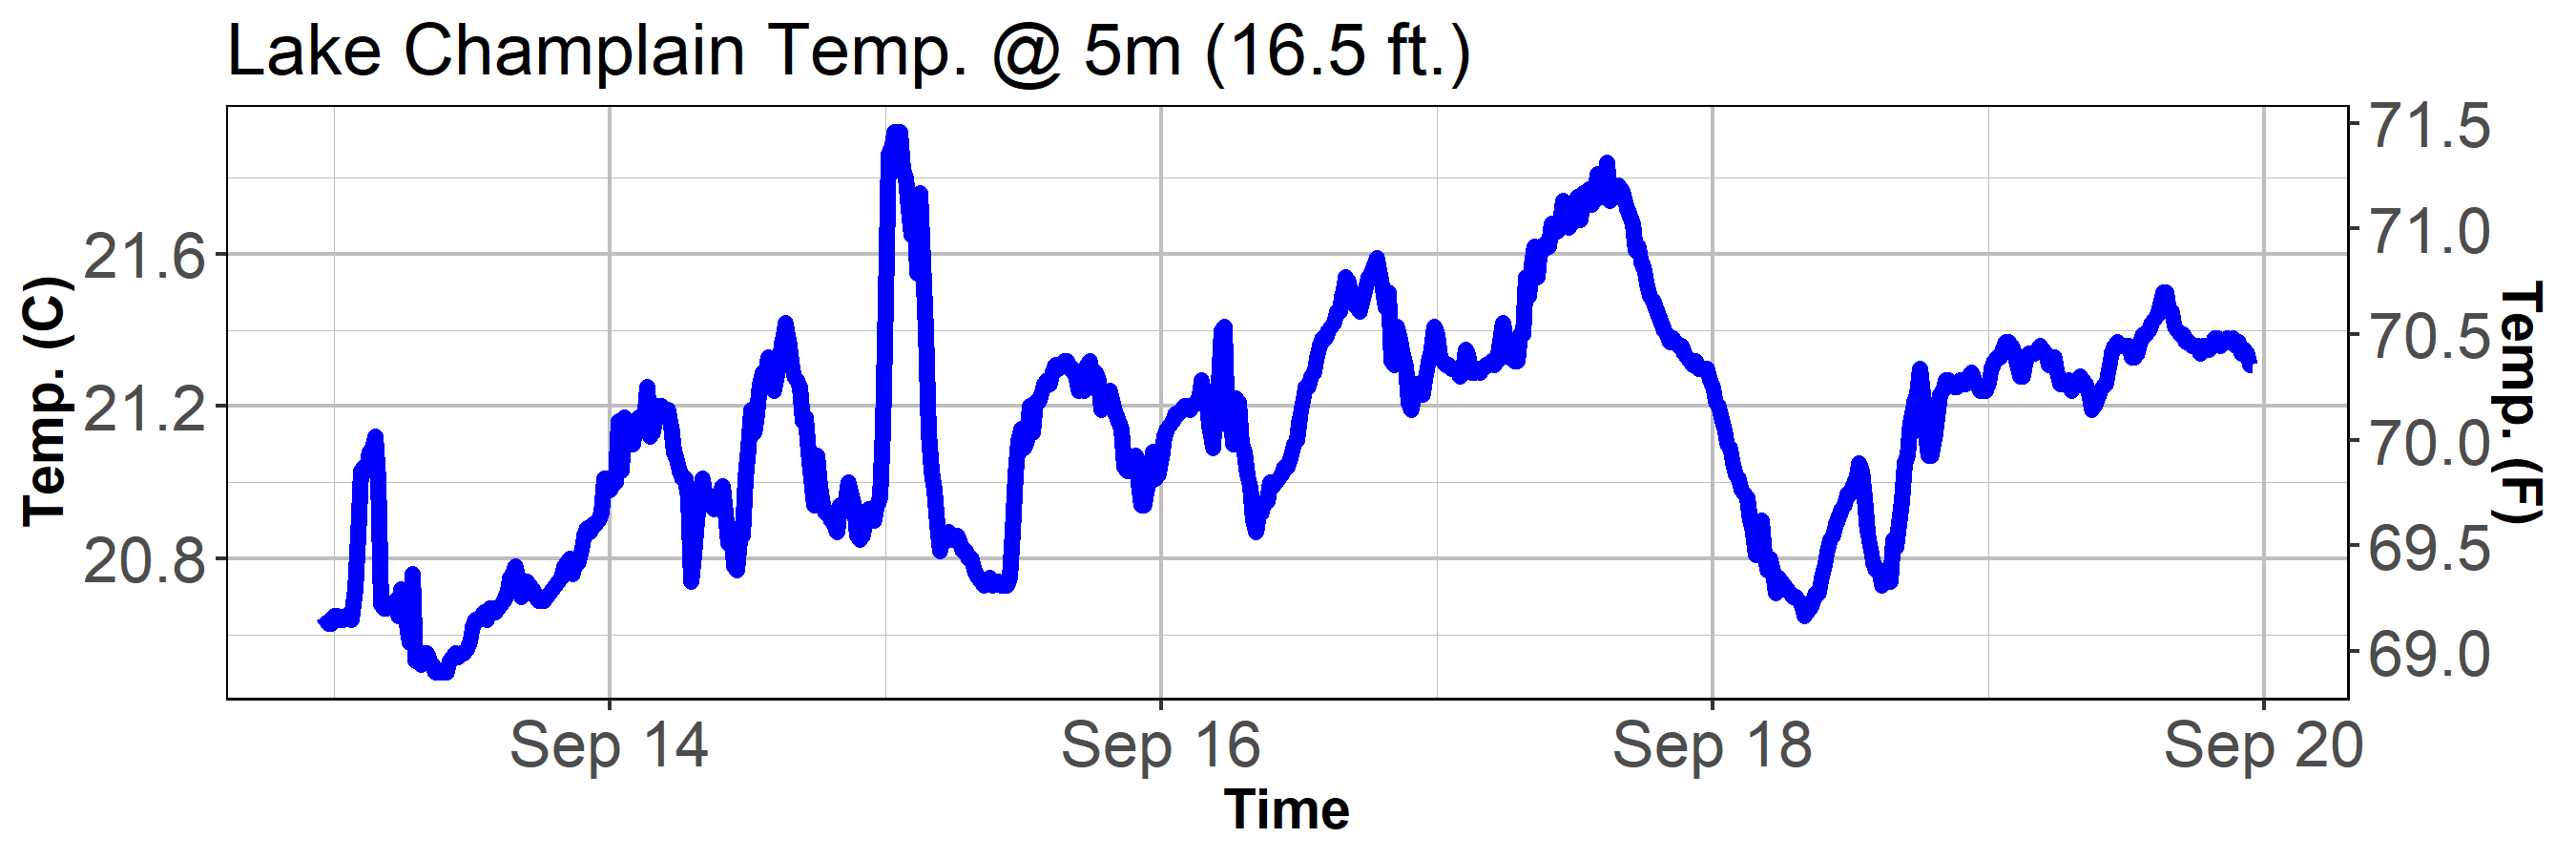 Lake Champlain Temp. @ 5m (16.5 ft.)
Temp. (C)
21.6
21.2
20.8
71.5
71.0
70.5
70.0
69.5
69.0
Temp. (F)
Sep 14
Sep 16
Sep 18
Sep 20
Time